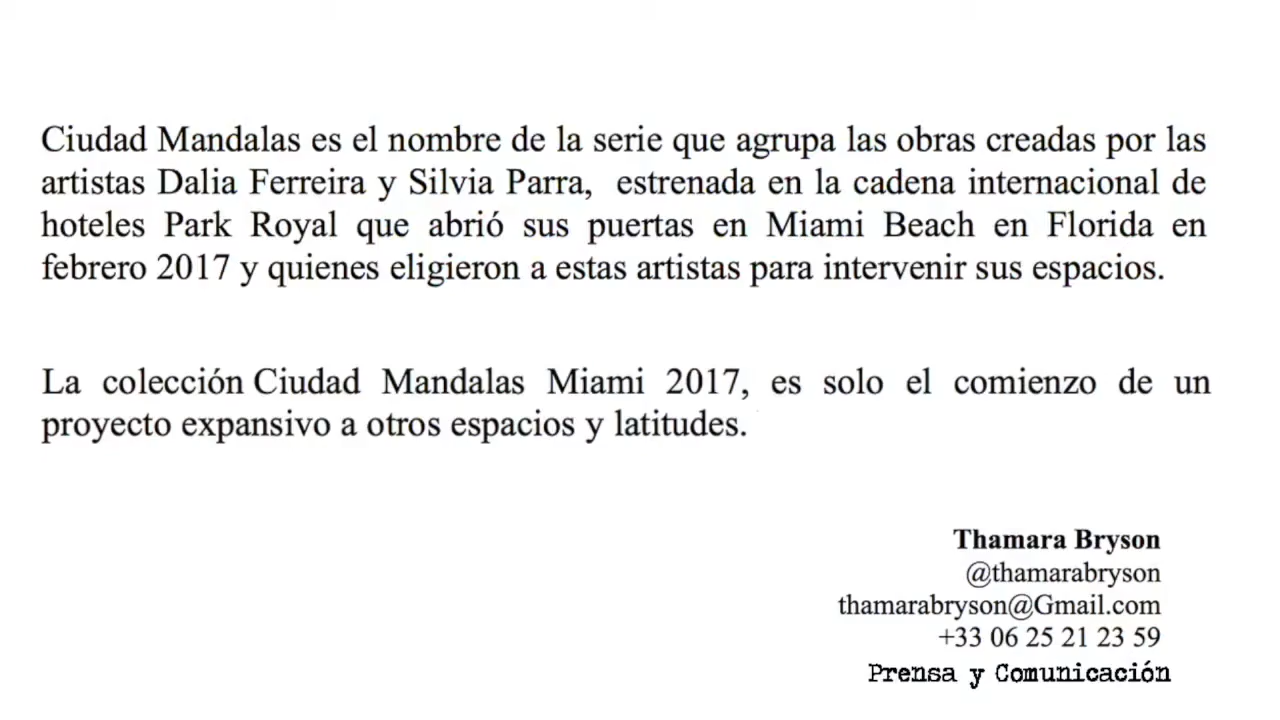 Ciudad Mandalas es el nombre de la serie que agrupa las obras creadas por las
artistas Dalia Ferreira y Silvia Parra, estrenada en la cadena internacional de
hoteles Park Royal que abrió sus puertas en Miami Beach en Florida en
febrero 2017 y quienes eligieron a estas artistas para intervenir sus espacios.
La colección Ciudad Mandalas Miami 2017, es solo el comienzo de un
proyecto expansivo a otros espacios y latitudes.
Thamara Bryson
@thamarabryson
thamarabryson@Gmail.com
+33 06 25 21 23 59
Prensa y Comunicación